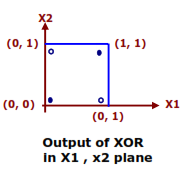 X2
(0, 1) (1, 1)
(0, 0) X1
(0, 1)
Output of XOR
in X1 , x2 plane